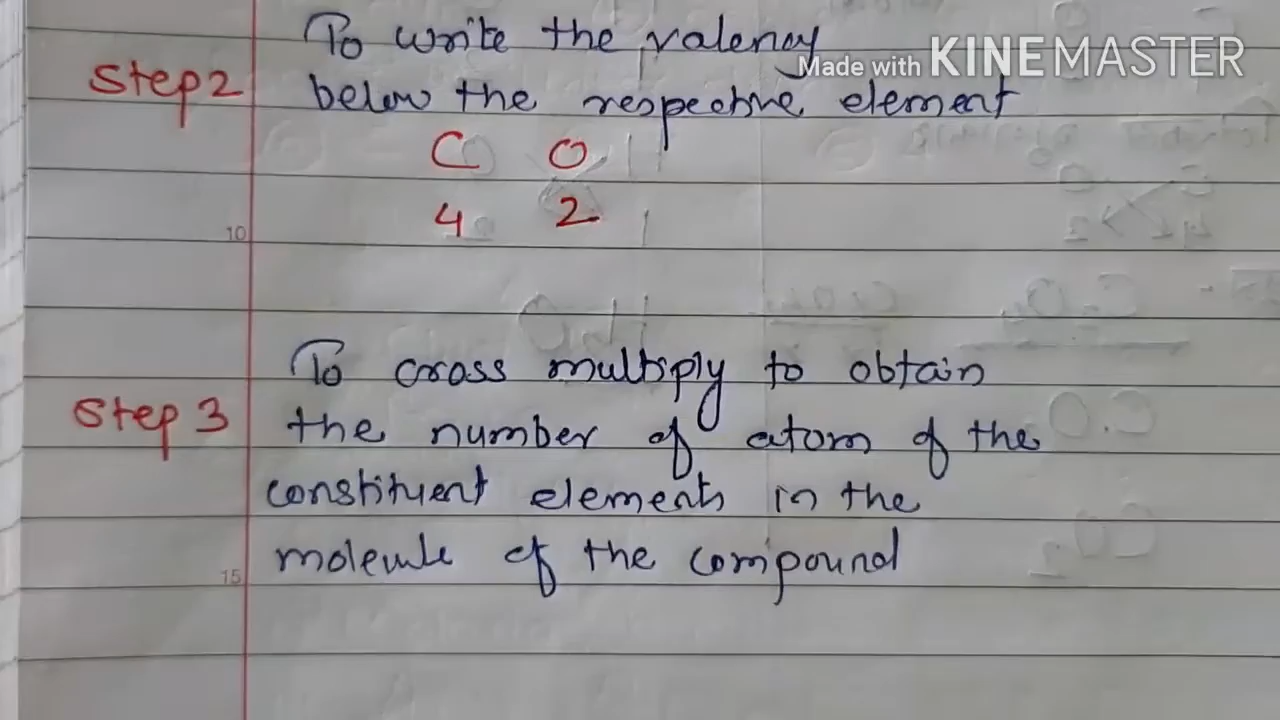 To write the valency
Made with KINEMASTER
Step 2
below the respective element
C O
4 2
10
To cross multiply to obtain
Step 3
the number of atom of the
constituent elements in the
molecule of the compound
15